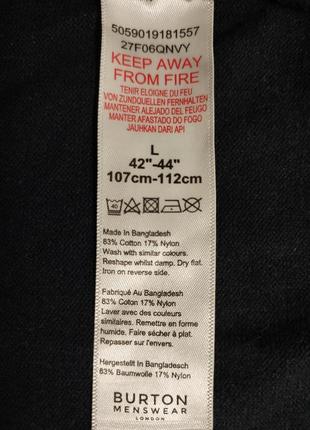 5059019181557
27F06QNVY
KEEP AWAY
FROM FIRE
TENIR ELOIGNE DU FEU
VON ZUNDQUELLEN FERNHALTEN
MANTENER ALEJADO DEL FEUGO
MANTER AFASTADO DO FOGO
JAUHKAN DARI API
L
42"-44"
107cm-112cm
40
Made In Bangladesh
83% Cotton 17% Nylon
Wash with similar colours.
Reshape whilst damp. Dry flat.
Iron on reverse side.
Fabriqué Au Bangladesh
83% Coton 17% Nylon
Laver avec des couleurs
similaires. Remettre en forme
humide. Faire sécher à plat.
Repasser sur l'envers.
Hergestellt In Bangladesch
83% Baumwolle 17% Nylon
BURTON
MENSWEAR
LONDON